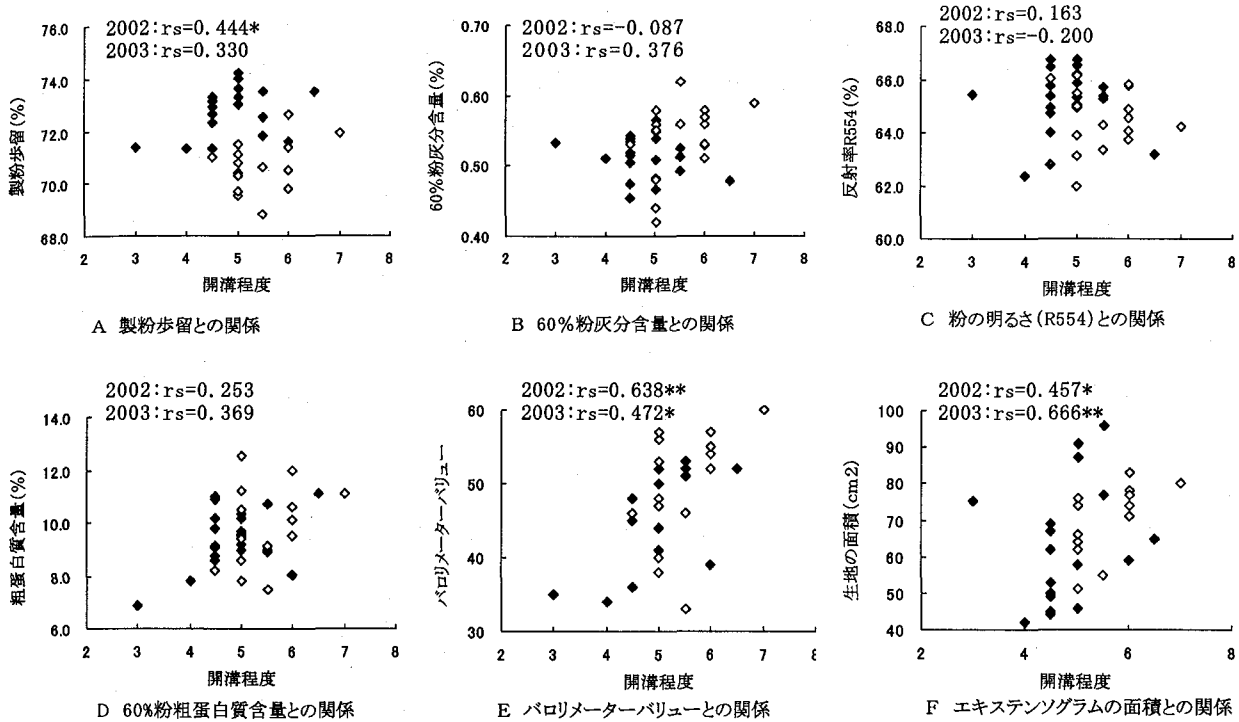 2002:rs=0.444*
2003:rs=0.330
76.0
74.0
72.0
70.0
68.0
製粉歩留(%)
2 3 4 5 6 7 8
開溝程度
A 製粉歩留との関係
2002:rs=-0.087
2003:rs=0.376
0.70
0.60
0.50
0.40
60%粉灰分含量(%)
2 3 4 5 6 7 8
開溝程度
B 60%粉灰分含量との関係
2002:rs=0.163
2003:rs=-0.200
68.0
66.0
64.0
62.0
60.0
反射率R554(%)
2 3 4 5 6 7 8
開溝程度
C 粉の明るさ(R554)との関係
2002:rs=0.253
2003:rs=0.369
14.0
12.0
10.0
8.0
6.0
粗蛋白質含量(%)
2 3 4 5 6 7 8
開溝程度
D 60%粉粗蛋白質含量との関係
2002:rs=0.638**
2003:rs=0.472*
60
50
40
30
バロリメーターバリュー
2 3 4 5 6 7 8
開溝程度
E バロリメーターバリューとの関係
2002:rs=0.457*
2003:rs=0.666**
100
90
80
70
60
50
40
生地の面積(cm2)
2 4 6 8
開溝程度
F エキステンソグラムの面積との関係